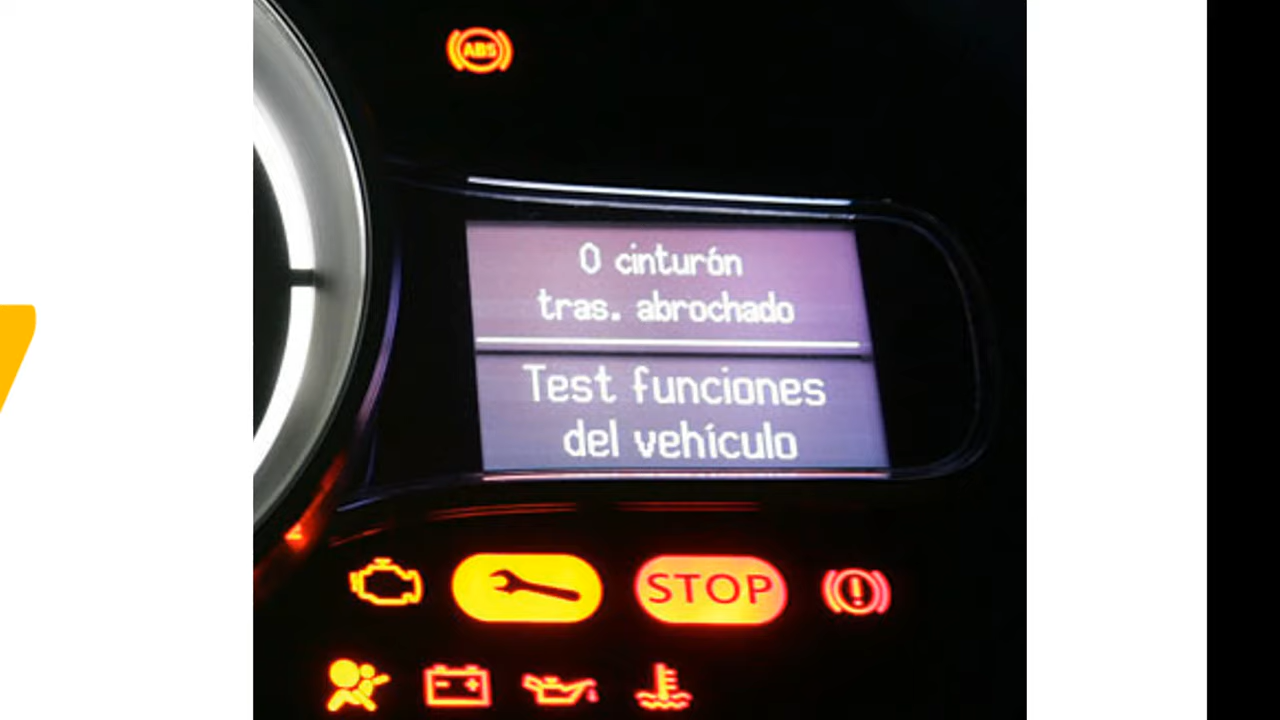 ABS
0 cinturón
tras. abrochado
Test funciones
del vehículo
STOP